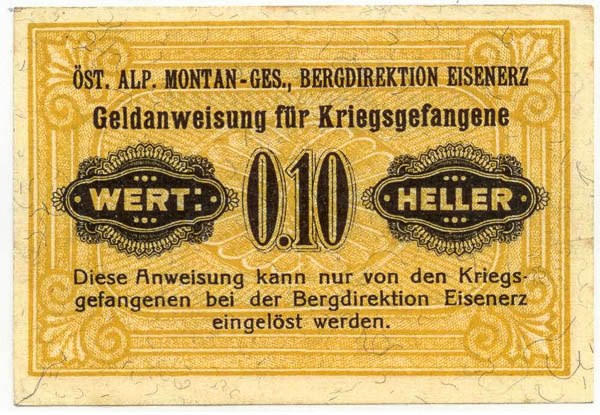 ÖST. ALP. MONTAN-GES., BERGDIREKTION EISENERZ
Geldanweisung für Kriegsgefangene
WERT: 0.10 HELLER
Diese Anweisung kann nur von den Kriegs-
gefangenen bei der Bergdirektion Eisenerz
eingelöst werden.